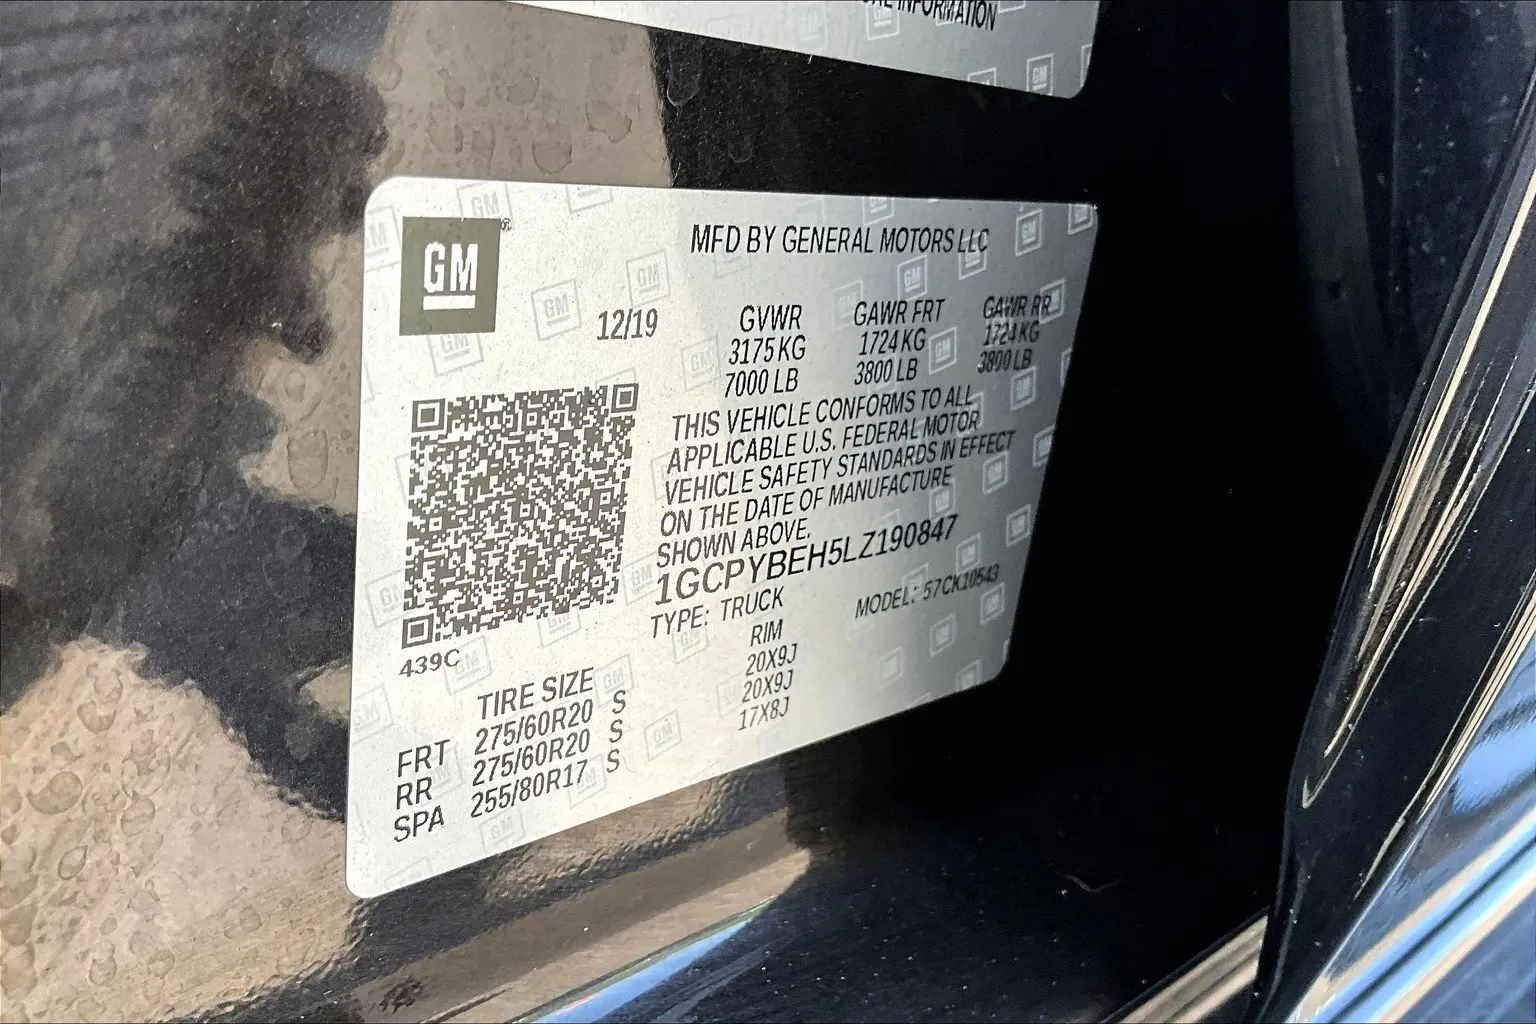 INFORMATION
GM
MFD BY GENERAL MOTORS LLC
12/19
GVWR GAWR FRT GAWR RR
3175 KG 1724 KG 1724 KG
7000 LB 3800 LB 3800 LB
THIS VEHICLE CONFORMS TO ALL
APPLICABLE U.S. FEDERAL MOTOR
VEHICLE SAFETY STANDARDS IN EFFECT
ON THE DATE OF MANUFACTURE
SHOWN ABOVE.
1GCPYBEH5LZ190847
TYPE: TRUCK MODEL: 57CK10543
439C
TIRE SIZE RIM
FRT 275/60R20 S 20X9J
RR 275/60R20 S 20X9J
SPA 255/80R17 S 17X8J